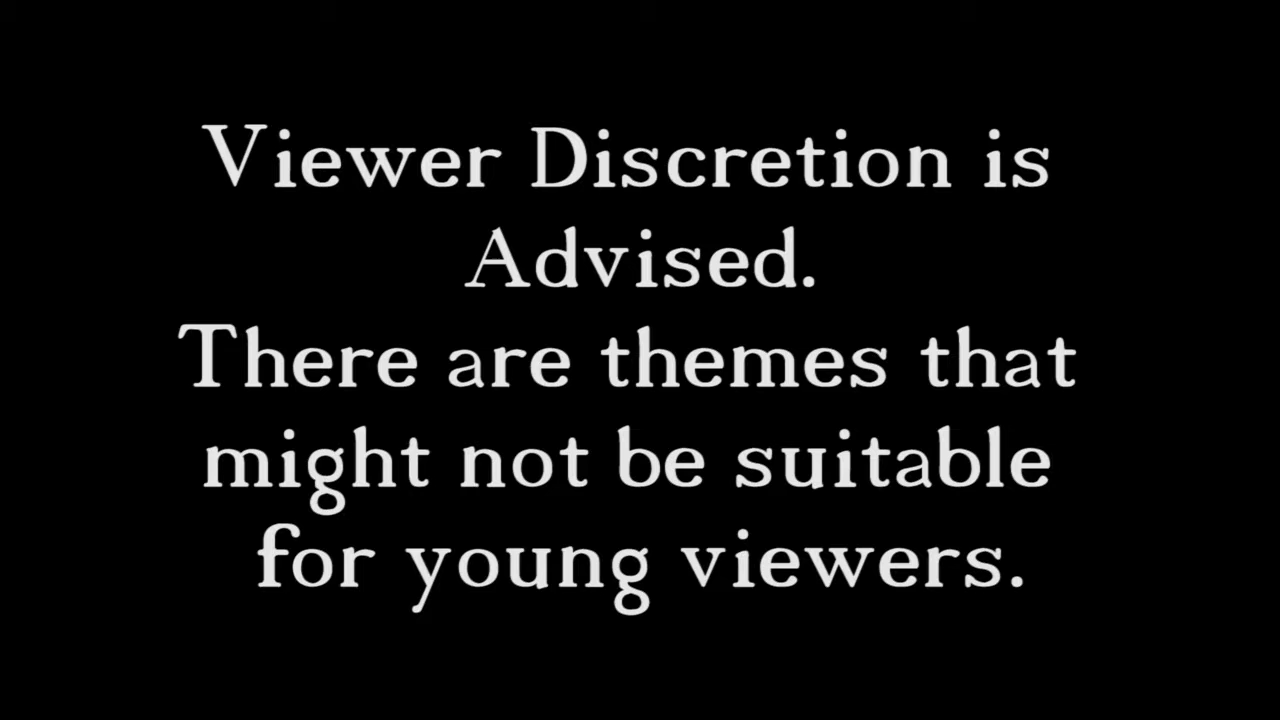 Viewer Discretion is
Advised.
There are themes that
might not be suitable
for young viewers.